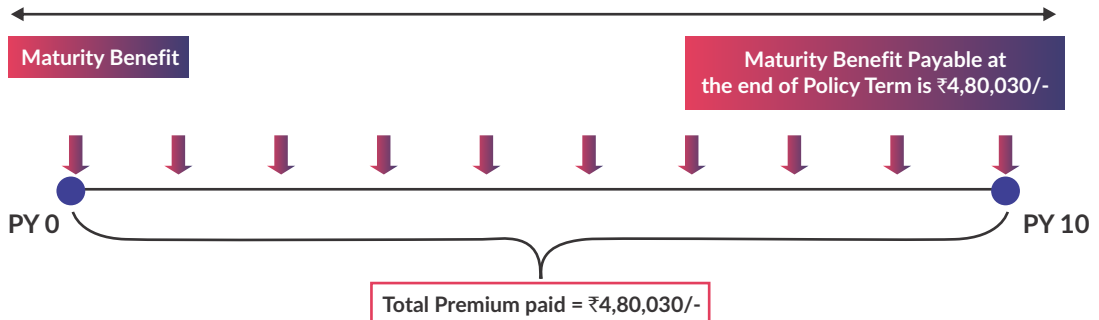 Maturity Benefit
Maturity Benefit Payable at
the end of Policy Term is ₹4,80,030/-
PY 0
PY 10
Total Premium paid = ₹4,80,030/-